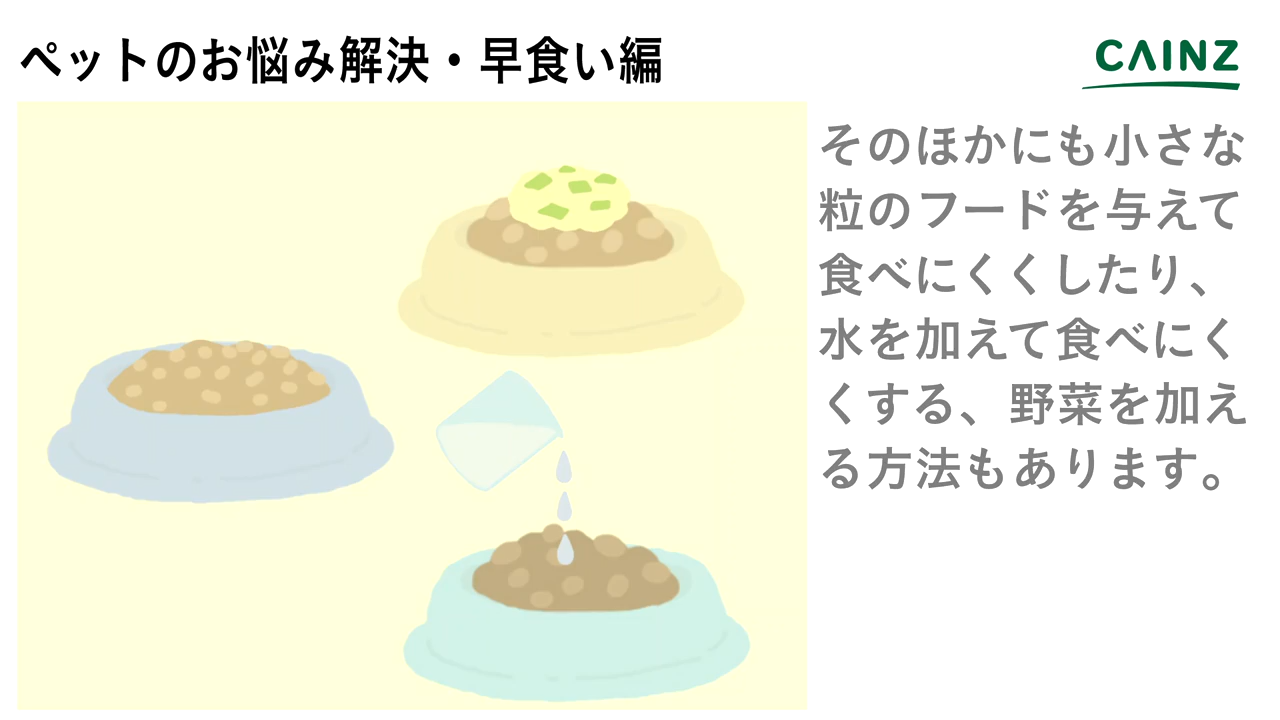 ペットのお悩み解決・早食い編
CAINZ
そのほかにも小さな
粒のフードを与えて
食べにくくしたり、
水を加えて食べにく
くする、野菜を加え
る方法もあります。